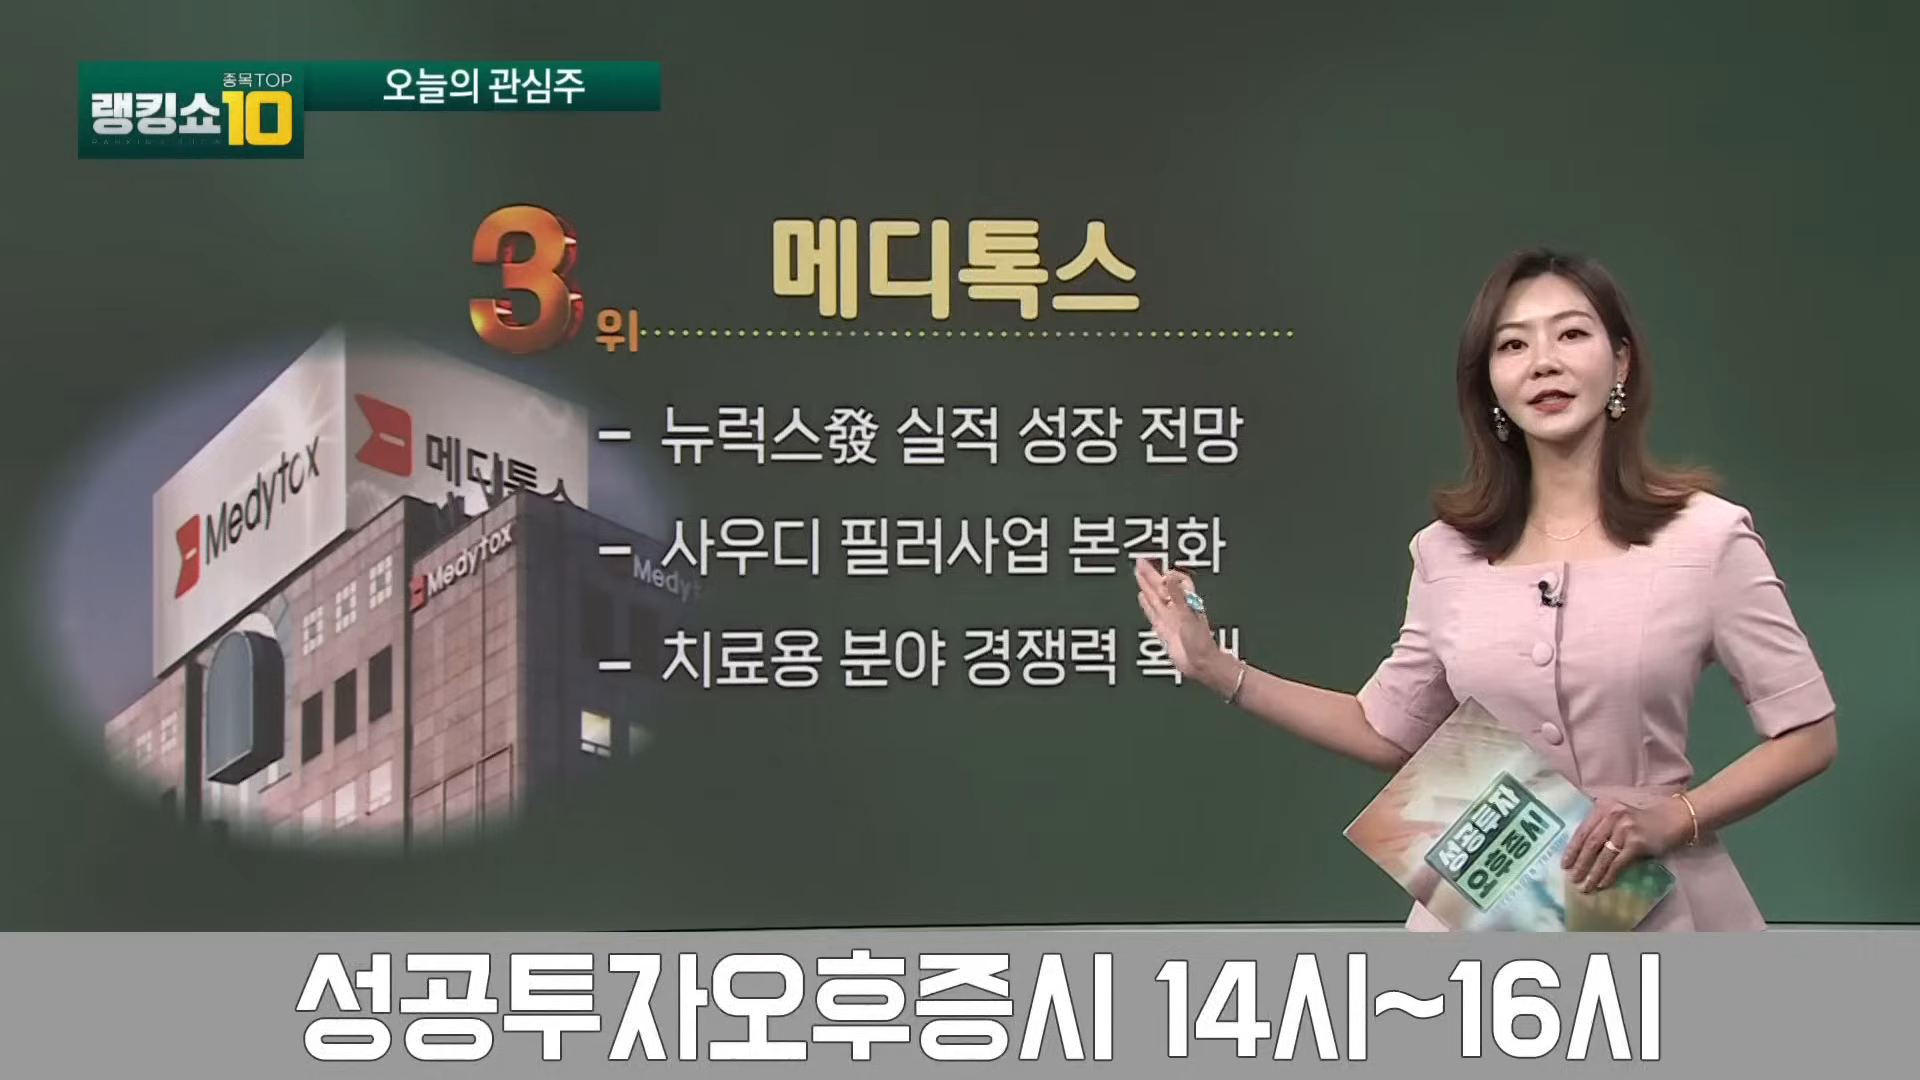 종목TOP
랭킹쇼10
오늘의 관심주
3위
메디톡스
- 뉴럭스發 실적 성장 전망
- 사우디 필러사업 본격화
- 치료용 분야 경쟁력
Medytox
메디톡스
Medytox
성공투자
오후증시
성공투자오후증시 14시~16시